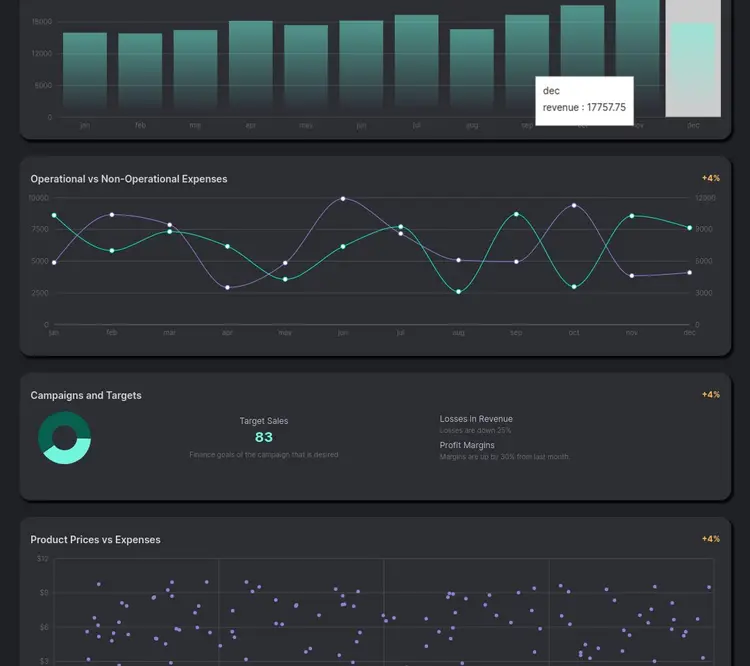 18000
12000
6000
0
jan feb mar apr may jun jul aug sep oct nov dec
dec
revenue : 17757.75
Operational vs Non-Operational Expenses +4%
10000 12000
7500 9000
5000 6000
2500 3000
0 0
jan feb mar apr may jun jul aug sep oct nov dec
Campaigns and Targets +4%
Target Sales
83
Finance goals of the campaign that is desired
Losses in Revenue
Losses are down 25%
Profit Margins
Margins are up by 30% from last month
Product Prices vs Expenses +4%
$12
$9
$6
$3